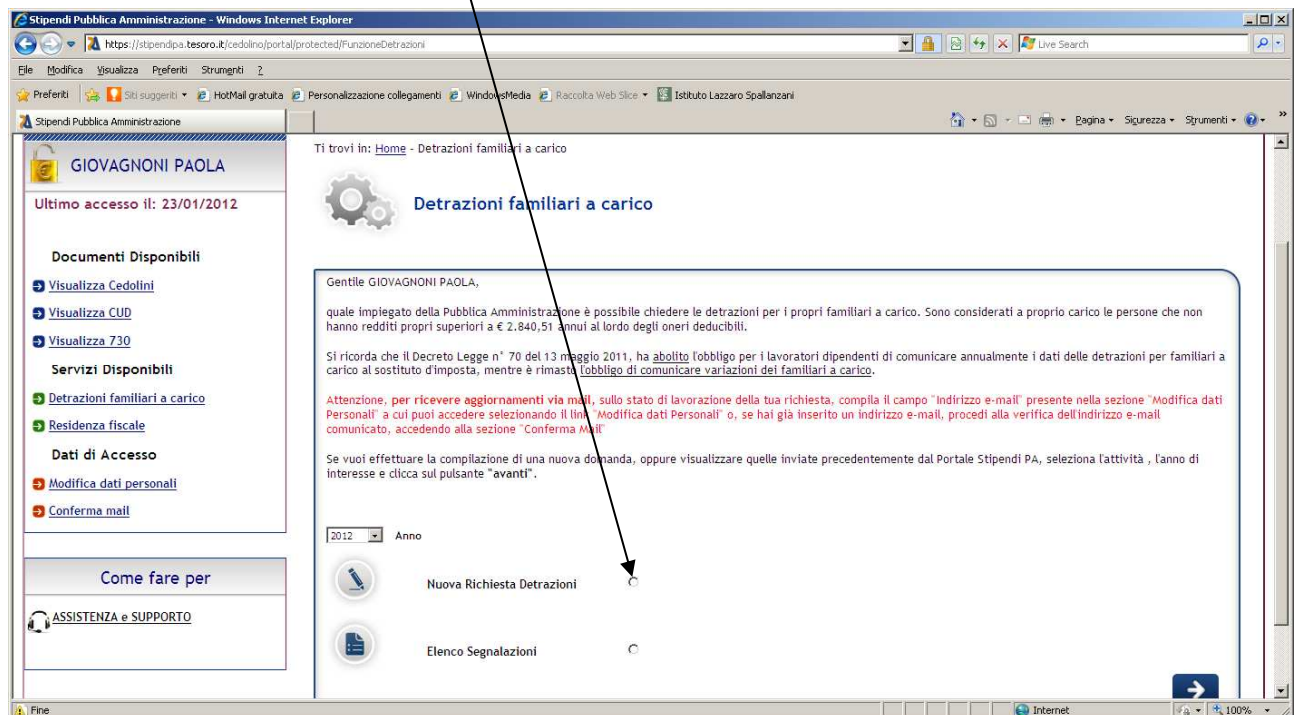 Stipendi Pubblica Amministrazione - Windows Internet Explorer
https://stipendipa.tesoro.it/cedolino/portal/protected/FunzioneDetrazioni
Live Search
File Modifica Visualizza Preferiti Strumenti ?
Preferiti Siti suggeriti HotMail gratuita Personalizzazione collegamenti WindowsMedia Raccolta Web Slice Istituto Lazzaro Spallanzani
Stipendi Pubblica Amministrazione
Pagina Sicurezza Strumenti »
GIOVAGNONI PAOLA
Ultimo accesso il: 23/01/2012
Documenti Disponibili
Visualizza Cedolini
Visualizza CUD
Visualizza 730
Servizi Disponibili
Detrazioni familiari a carico
Residenza fiscale
Dati di Accesso
Modifica dati personali
Conferma mail
Come fare per
ASSISTENZA e SUPPORTO
Ti trovi in: Home - Detrazioni familiari a carico
Detrazioni familiari a carico
Gentile GIOVAGNONI PAOLA,
quale impiegato della Pubblica Amministrazione è possibile chiedere le detrazioni per i propri familiari a carico. Sono considerati a proprio carico le persone che non
hanno redditi propri superiori a € 2.840,51 annui al lordo degli oneri deducibili.
Si ricorda che il Decreto Legge n° 70 del 13 maggio 2011, ha abolito l'obbligo per i lavoratori dipendenti di comunicare annualmente i dati delle detrazioni per familiari a
carico al sostituto d'imposta, mentre è rimasto l'obbligo di comunicare variazioni dei familiari a carico.
Attenzione, per ricevere aggiornamenti via mail, sullo stato di lavorazione della tua richiesta, compila il campo "Indirizzo e-mail" presente nella sezione "Modifica dati
Personali" a cui puoi accedere selezionando il link "Modifica dati Personali" o, se hai già inserito un indirizzo e-mail, procedi alla verifica dell'indirizzo e-mail
comunicato, accedendo alla sezione "Conferma Mail"
Se vuoi effettuare la compilazione di una nuova domanda, oppure visualizzare quelle inviate precedentemente dal Portale Stipendi PA, seleziona l'attività , l'anno di
interesse e clicca sul pulsante "avanti".
2012 Anno
Nuova Richiesta Detrazioni
Elenco Segnalazioni
Fine
Internet
100%